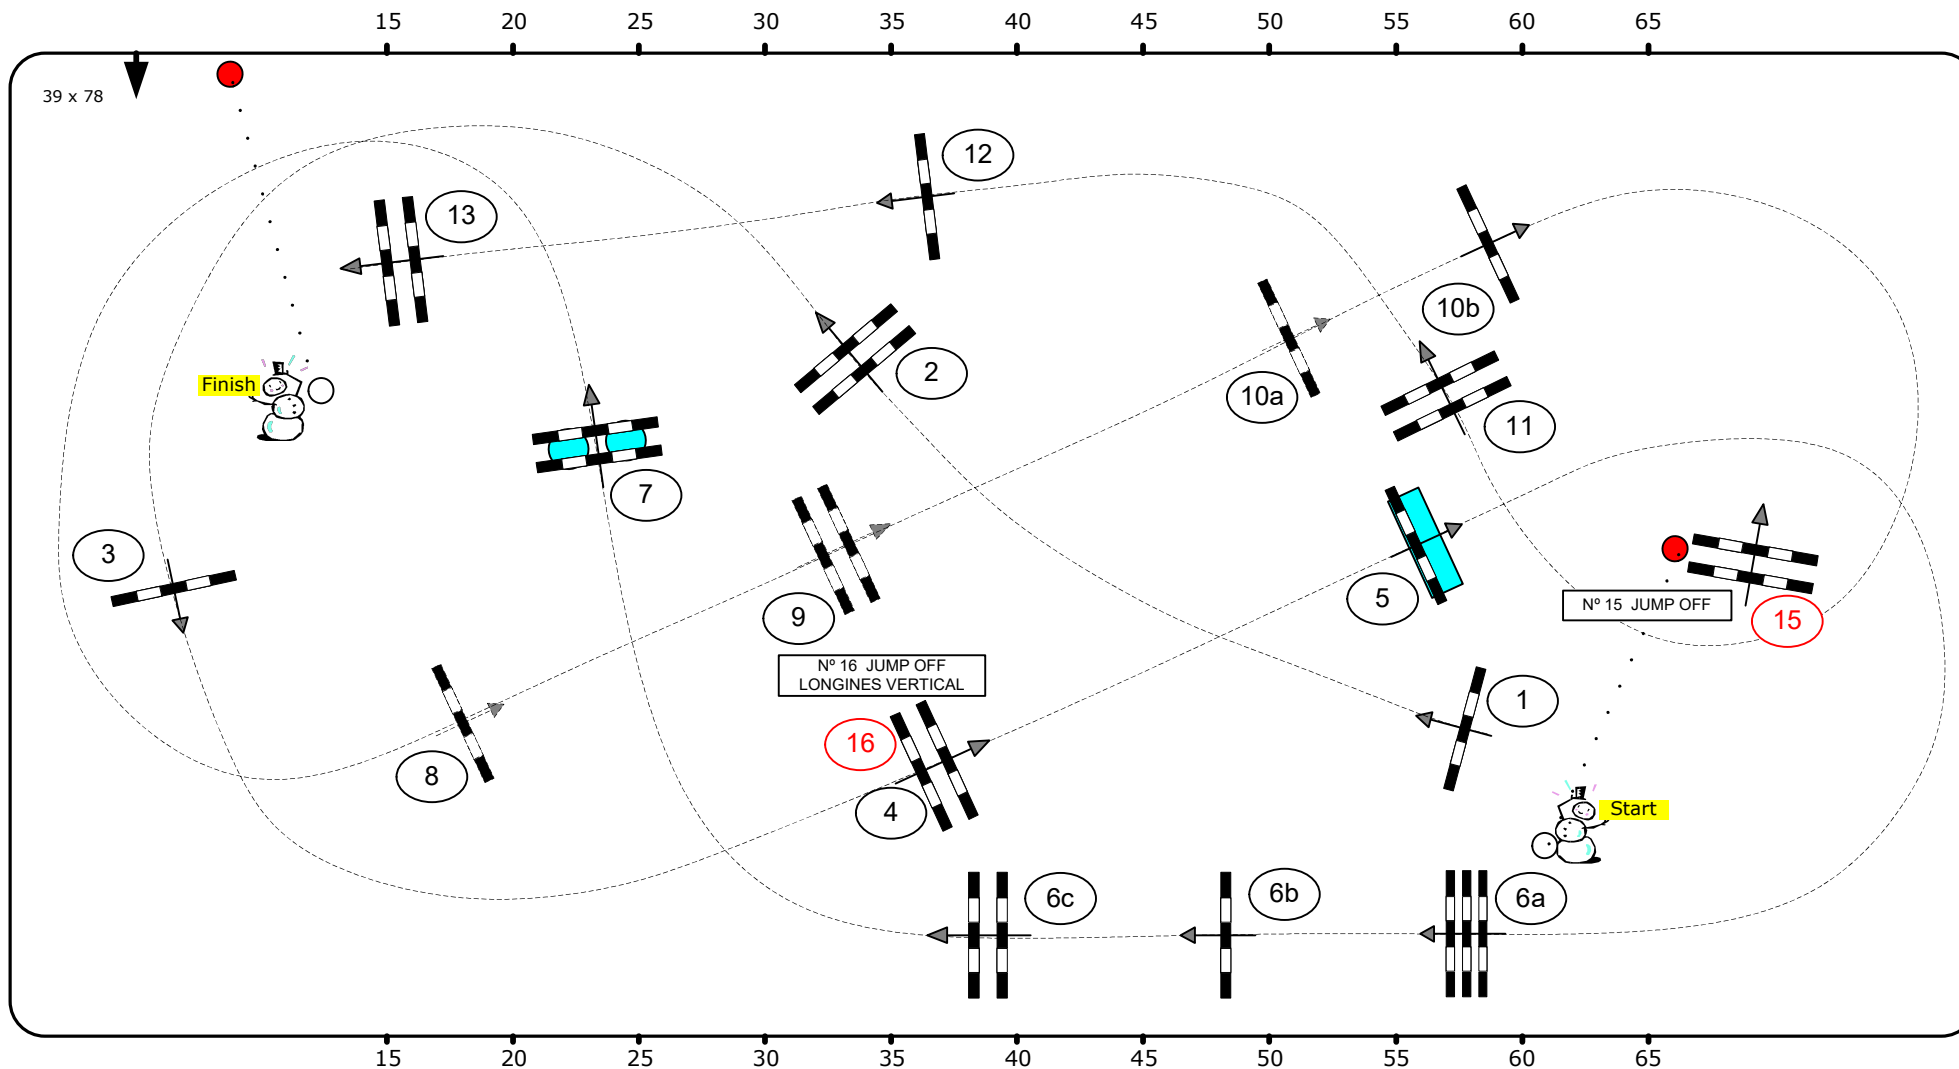 15 20 25 30 35 40 45 50 55 60 65
39 x 78
12
13
10b
2
10a
11
Finish
7
3
5
9
Nº 15 JUMP OFF
15
Nº 16 JUMP OFF
LONGINES VERTICAL
1
16
8
4
Start
6c
6b
6a
15 20 25 30 35 40 45 50 55 60 65